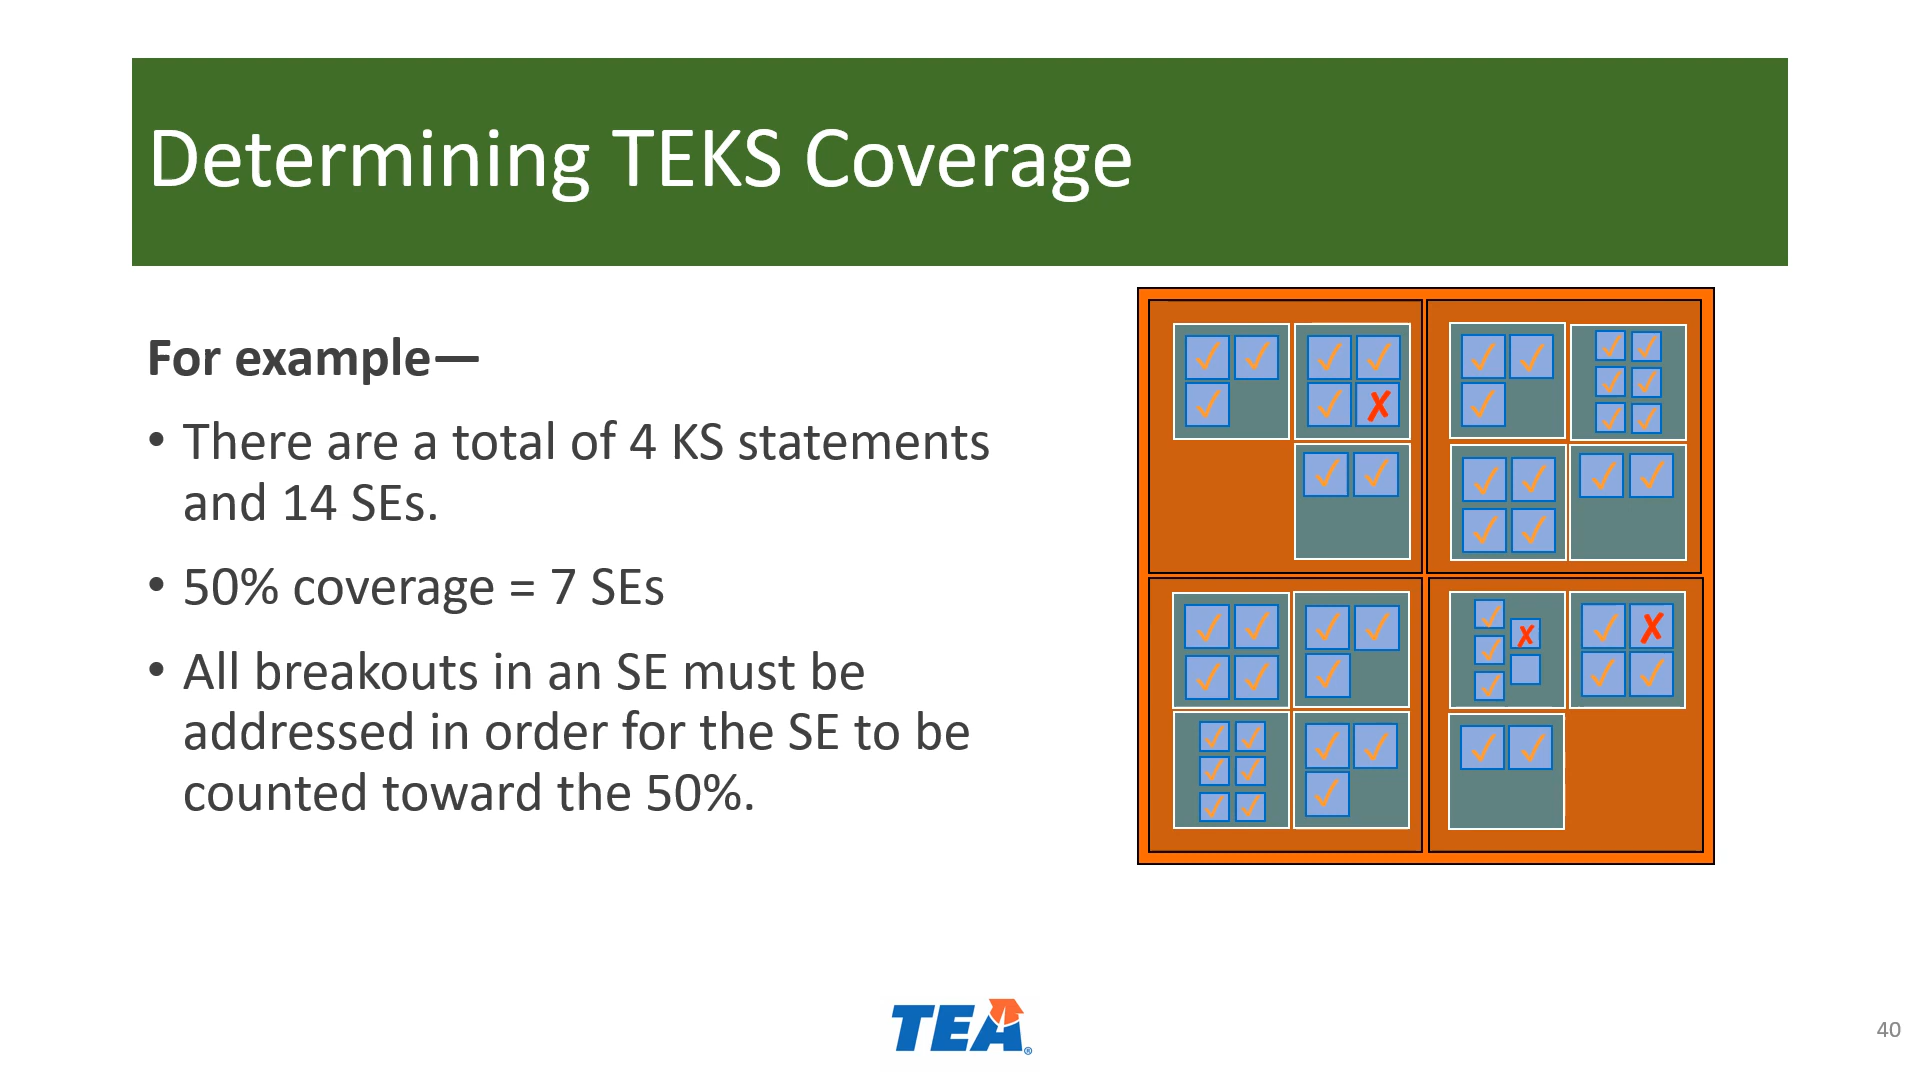 Determining TEKS Coverage
For example—
• There are a total of 4 KS statements
and 14 SEs.
• 50% coverage = 7 SEs
• All breakouts in an SE must be
addressed in order for the SE to be
counted toward the 50%.
TEA®
40